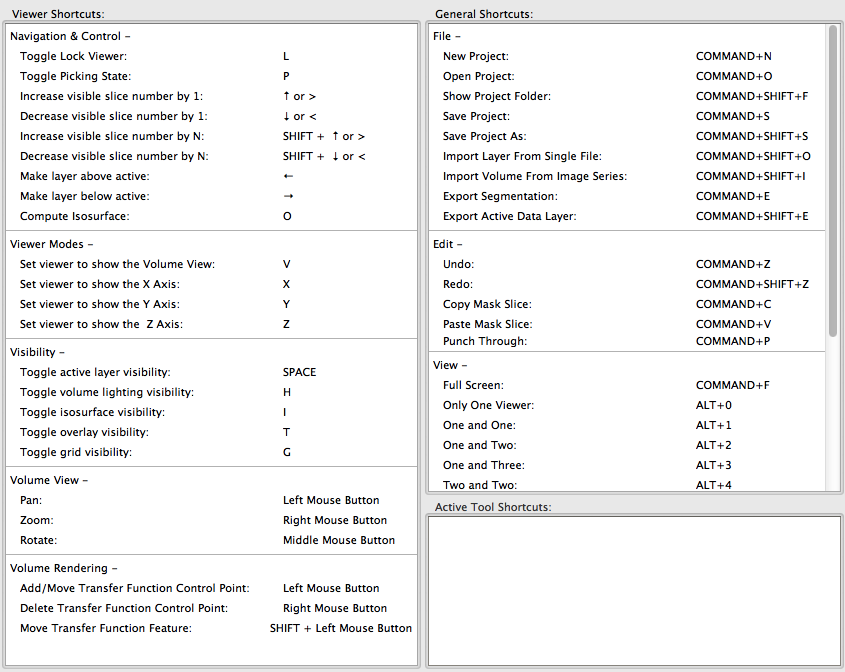 Viewer Shortcuts:
Navigation & Control –
Toggle Lock Viewer: L
Toggle Picking State: P
Increase visible slice number by 1: ↑ or >
Decrease visible slice number by 1: ↓ or <
Increase visible slice number by N: SHIFT + ↑ or >
Decrease visible slice number by N: SHIFT + ↓ or <
Make layer above active: ←
Make layer below active: →
Compute Isosurface: O
Viewer Modes –
Set viewer to show the Volume View: V
Set viewer to show the X Axis: X
Set viewer to show the Y Axis: Y
Set viewer to show the  Z Axis: Z
Visibility –
Toggle active layer visibility: SPACE
Toggle volume lighting visibility: H
Toggle isosurface visibility: I
Toggle overlay visibility: T
Toggle grid visibility: G
Volume View –
Pan: Left Mouse Button
Zoom: Right Mouse Button
Rotate: Middle Mouse Button
Volume Rendering –
Add/Move Transfer Function Control Point: Left Mouse Button
Delete Transfer Function Control Point: Right Mouse Button
Move Transfer Function Feature: SHIFT + Left Mouse Button
General Shortcuts:
File –
New Project: COMMAND+N
Open Project: COMMAND+O
Show Project Folder: COMMAND+SHIFT+F
Save Project: COMMAND+S
Save Project As: COMMAND+SHIFT+S
Import Layer From Single File: COMMAND+SHIFT+O
Import Volume From Image Series: COMMAND+SHIFT+I
Export Segmentation: COMMAND+E
Export Active Data Layer: COMMAND+SHIFT+E
Edit –
Undo: COMMAND+Z
Redo: COMMAND+SHIFT+Z
Copy Mask Slice: COMMAND+C
Paste Mask Slice: COMMAND+V
Punch Through: COMMAND+P
View –
Full Screen: COMMAND+F
Only One Viewer: ALT+0
One and One: ALT+1
One and Two: ALT+2
One and Three: ALT+3
Two and Two: ALT+4
Active Tool Shortcuts: